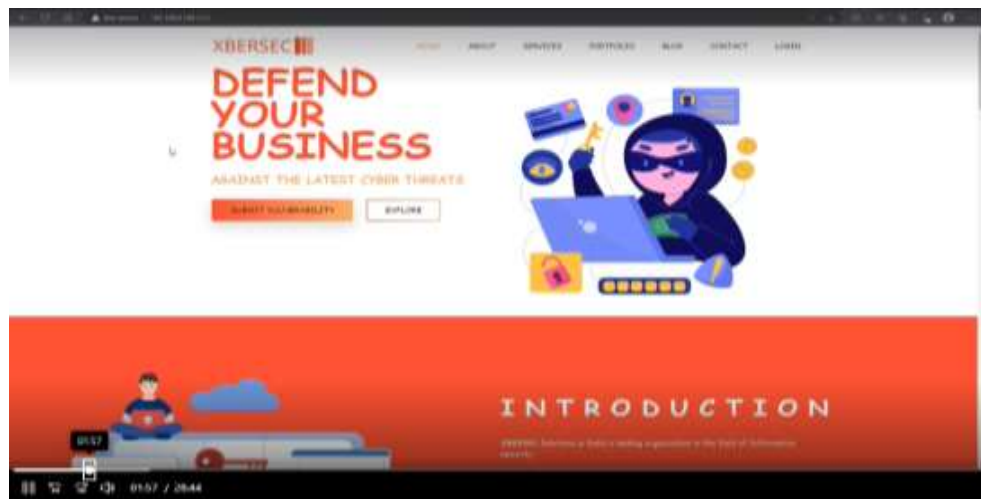 XBERSEC
HOME ABOUT SERVICES PORTFOLIO BLOG CONTACT LOGIN
DEFEND
YOUR
BUSINESS
AGAINST THE LATEST CYBER THREATS
SUBMIT VULNERABILITY EXPLORE
INTRODUCTION
01:57
01:57 / 28:44